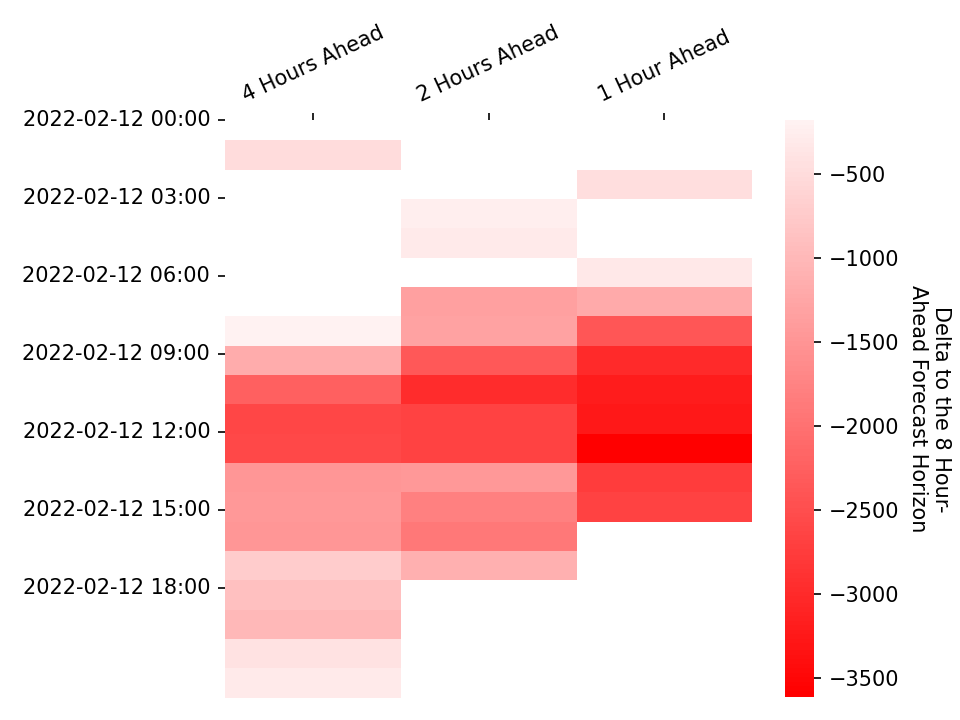 4 Hours Ahead
2 Hours Ahead
1 Hour Ahead
2022-02-12 00:00
2022-02-12 03:00
2022-02-12 06:00
2022-02-12 09:00
2022-02-12 12:00
2022-02-12 15:00
2022-02-12 18:00
−500
−1000
−1500
−2000
−2500
−3000
−3500
Delta to the 8 Hour-
Ahead Forecast Horizon